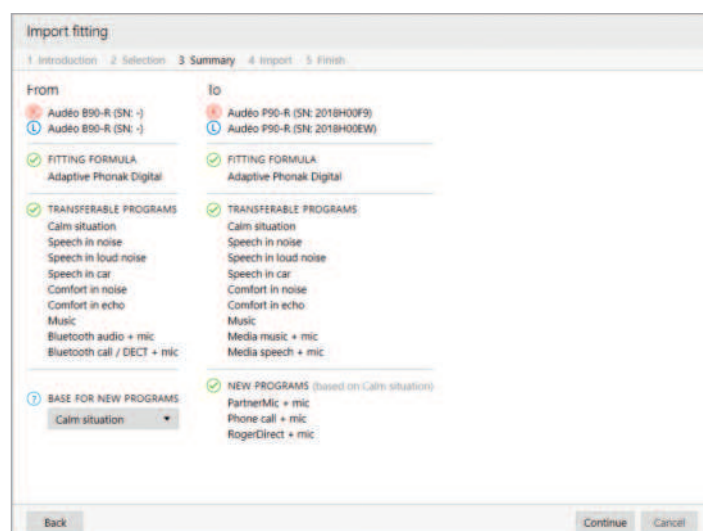 Import fitting
1 Introduction 2 Selection 3 Summary 4 Import 5 Finish
From
R Audéo B90-R (SN: -)
L Audéo B90-R (SN: -)
FITTING FORMULA
Adaptive Phonak Digital
TRANSFERABLE PROGRAMS
Calm situation
Speech in noise
Speech in loud noise
Speech in car
Comfort in noise
Comfort in echo
Music
Bluetooth audio + mic
Bluetooth call / DECT + mic
? BASE FOR NEW PROGRAMS
Calm situation
To
R Audéo P90-R (SN: 2018H00F9)
L Audéo P90-R (SN: 2018H00EW)
FITTING FORMULA
Adaptive Phonak Digital
TRANSFERABLE PROGRAMS
Calm situation
Speech in noise
Speech in loud noise
Speech in car
Comfort in noise
Comfort in echo
Music
Media music + mic
Media speech + mic
NEW PROGRAMS (based on Calm situation)
PartnerMic + mic
Phone call + mic
RogerDirect + mic
Back Continue Cancel